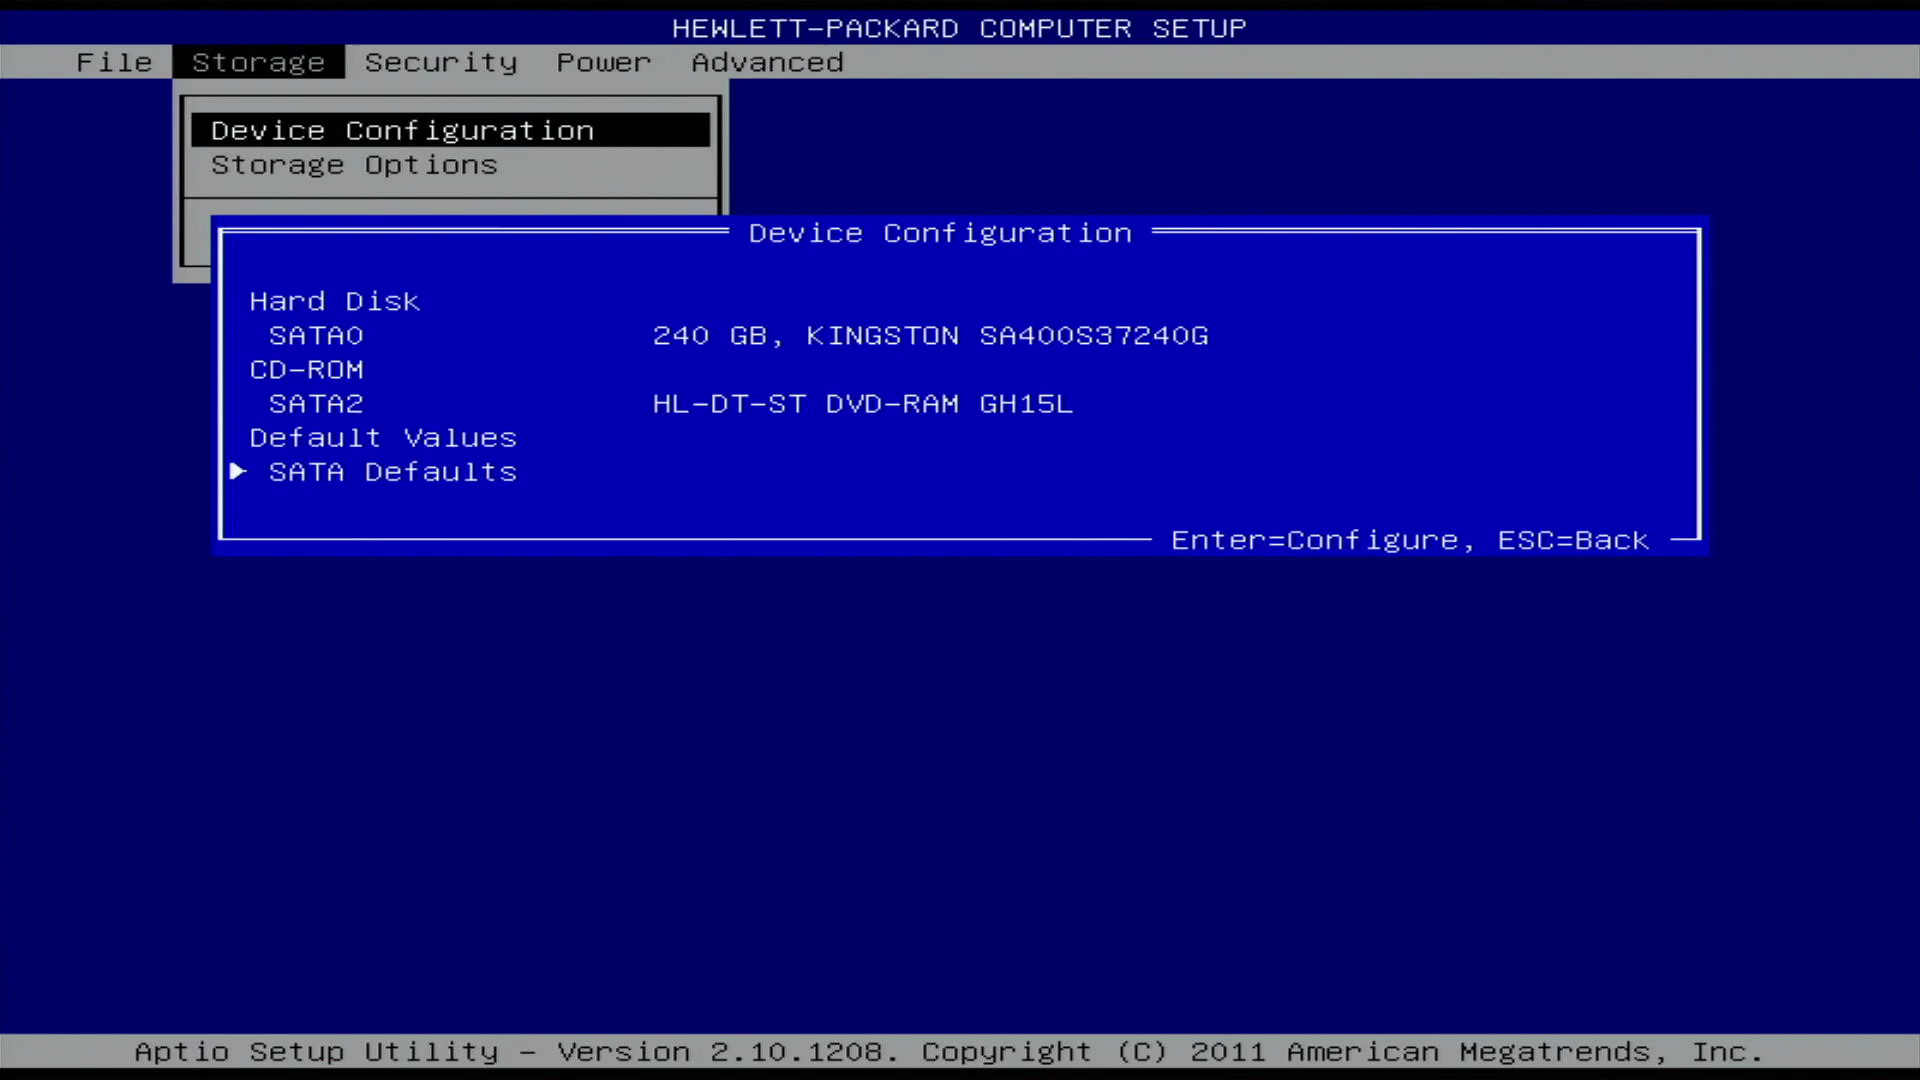 HEWLETT-PACKARD COMPUTER SETUP
File Storage Security Power Advanced
Device Configuration
Storage Options
Device Configuration
Hard Disk
SATA0 240 GB, KINGSTON SA400S37240G
CD-ROM
SATA2 HL-DT-ST DVD-RAM GH15L
Default Values
SATA Defaults
Enter=Configure, ESC=Back
Aptio Setup Utility - Version 2.10.1208. Copyright (C) 2011 American Megatrends, Inc.